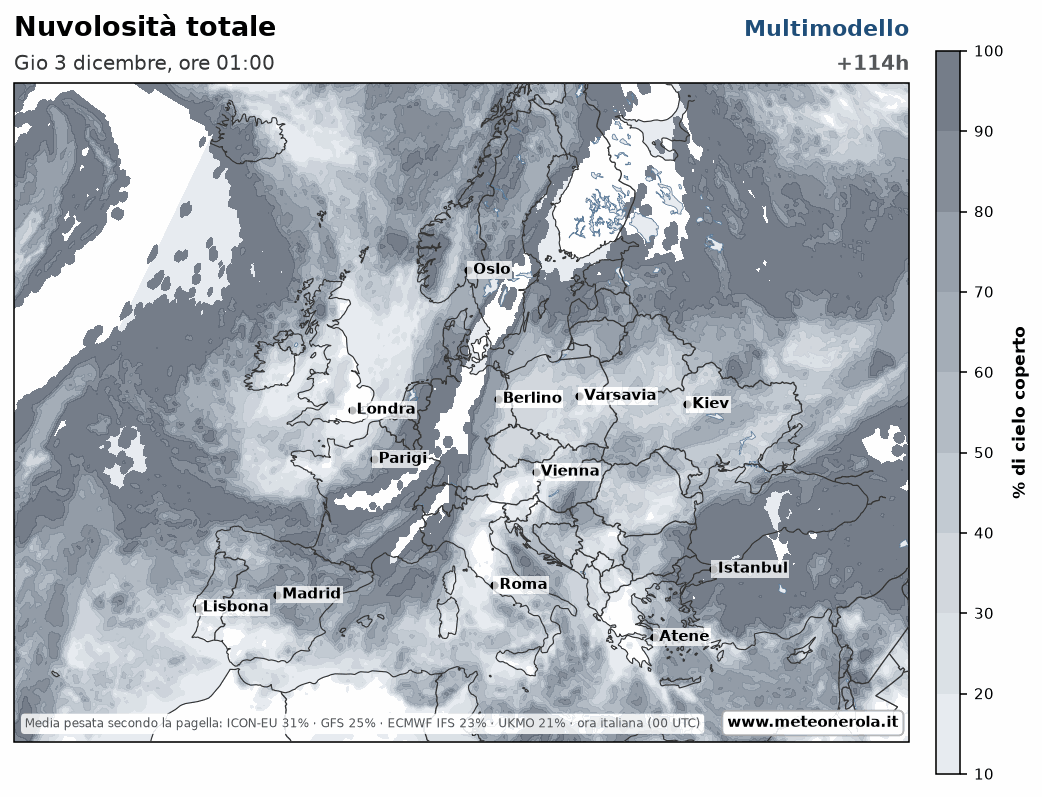 Nuvolosità totale
Multimodello
Gio 3 dicembre, ore 01:00
+114h
100
90
80
70
60
50
40
30
20
10
% di cielo coperto
Oslo
Londra
Berlino
Varsavia
Kiev
Parigi
Vienna
Istanbul
Madrid
Roma
Lisbona
Atene
Media pesata secondo la pagella: ICON-EU 31% · GFS 25% · ECMWF IFS 23% · UKMO 21% · ora italiana (00 UTC)
www.meteonerola.it